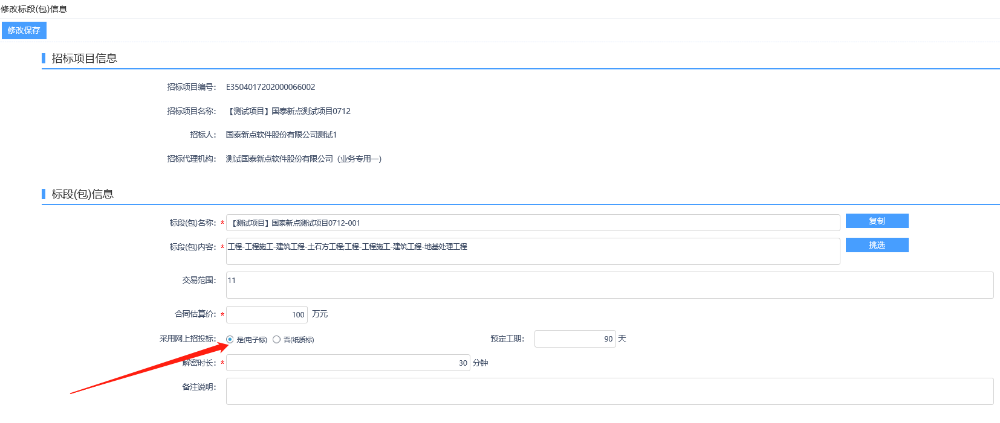 修改标段(包)信息
修改保存
招标项目信息
招标项目编号： E3504017202000066002
招标项目名称： 【测试项目】国泰新点测试项目0712
招标人： 国泰新点软件股份有限公司测试1
招标代理机构： 测试国泰新点软件股份有限公司（业务专用一）
标段(包)信息
标段(包)名称：* 【测试项目】国泰新点测试项目0712-001 复制
标段(包)内容：* 工程-工程施工-建筑工程-土石方工程;工程-工程施工-建筑工程-地基处理工程 挑选
交易范围： 11
合同估算价：* 100 万元
采用网上招投标： 是(电子标) 否(纸质标) 预定工期： 90 天
解密时长：* 30 分钟
备注说明：